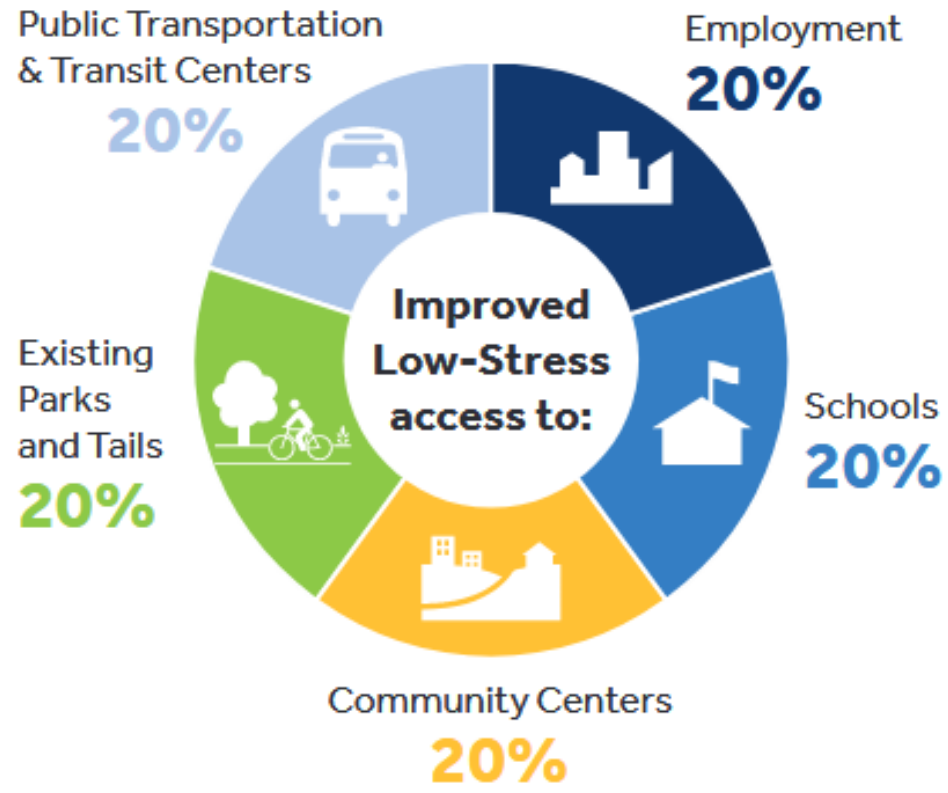 Public Transportation
& Transit Centers
20%
Employment
20%
Improved
Low-Stress
access to:
Existing
Parks
and Tails
20%
Schools
20%
Community Centers
20%